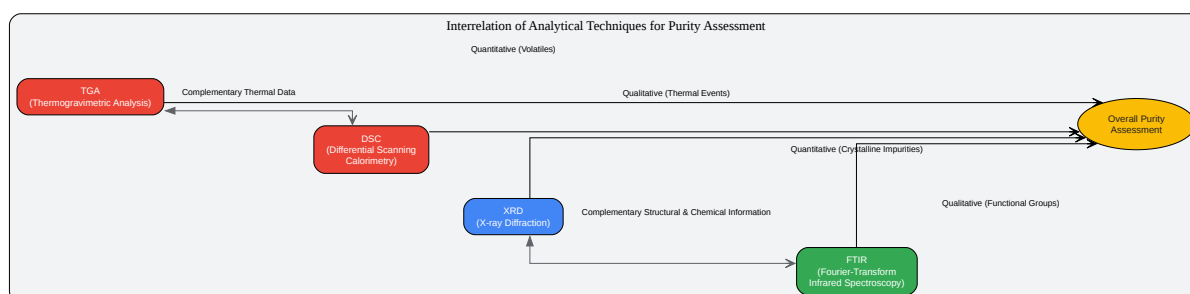 Interrelation of Analytical Techniques for Purity Assessment
Quantitative (Volatiles)
TGA
(Thermogravimetric Analysis)
Complementary Thermal Data
Qualitative (Thermal Events)
Overall Purity
Assessment
DSC
(Differential Scanning
Calorimetry)
Quantitative (Crystalline Impurities)
XRD
(X-ray Diffraction)
Complementary Structural & Chemical Information
Qualitative (Functional Groups)
FTIR
(Fourier-Transform
Infrared Spectroscopy)